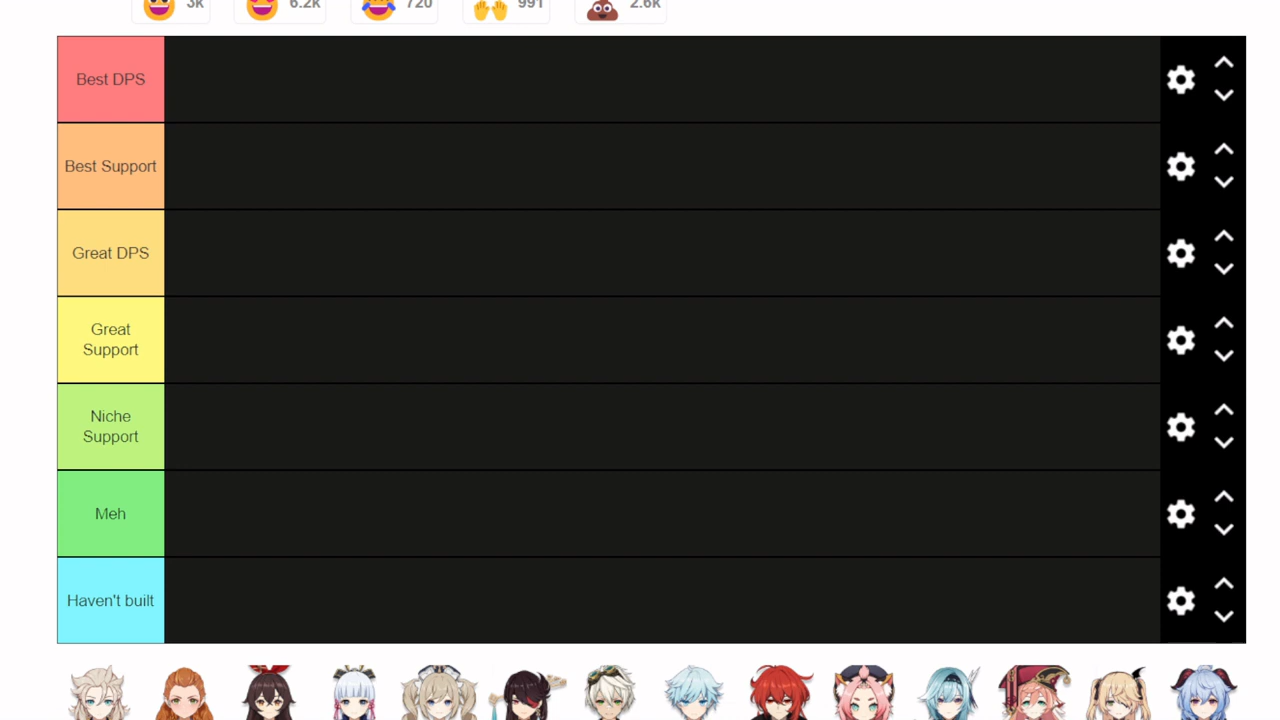 3k 6.2k 720 991 2.6k
Best DPS
Best Support
Great DPS
Great
Support
Niche
Support
Meh
Haven't built